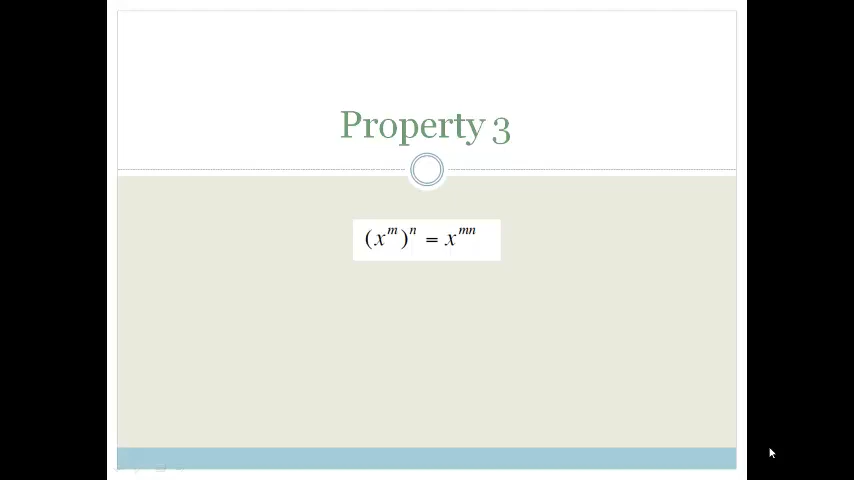 Property 3
(x^m)^n = x^{mn}